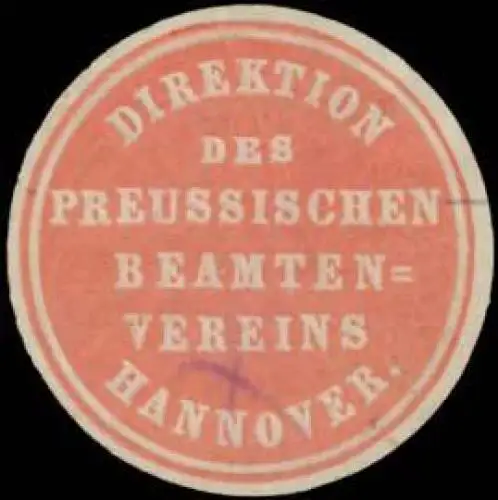 DIREKTION
DES
PREUSSISCHEN
BEAMTEN=
VEREINS
HANNOVER.